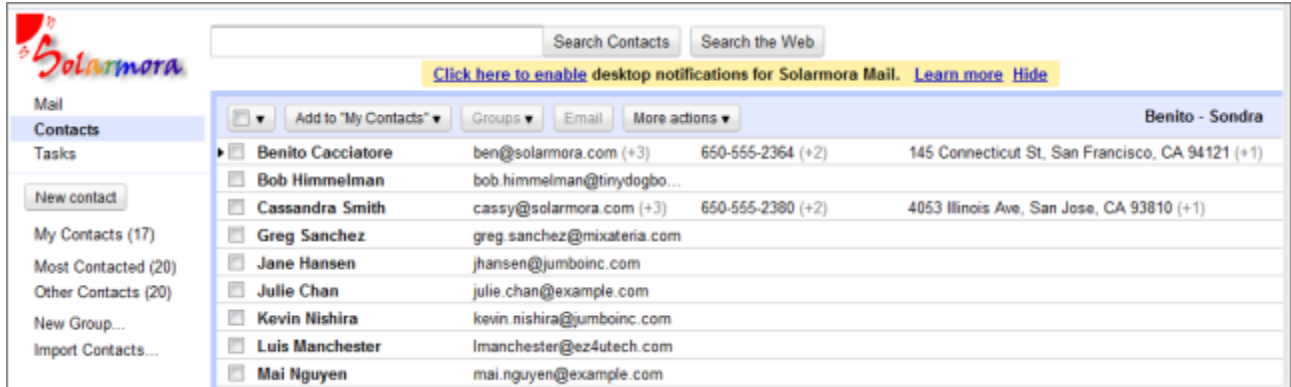 Solarmora
Search Contacts Search the Web
Click here to enable desktop notifications for Solarmora Mail. Learn more Hide
Mail
Contacts
Tasks
New contact
My Contacts (17)
Most Contacted (20)
Other Contacts (20)
New Group...
Import Contacts...
Add to "My Contacts" Groups Email More actions Benito - Sondra
Benito Cacciatore ben@solarmora.com (+3) 650-555-2364 (+2) 145 Connecticut St, San Francisco, CA 94121 (+1)
Bob Himmelman bob.himmelman@tinydogbo...
Cassandra Smith cassy@solarmora.com (+3) 650-555-2380 (+2) 4053 Illinois Ave, San Jose, CA 93810 (+1)
Greg Sanchez greg.sanchez@mixateria.com
Jane Hansen jhansen@jumboinc.com
Julie Chan julie.chan@example.com
Kevin Nishira kevin.nishira@jumboinc.com
Luis Manchester lmanchester@ez4utech.com
Mai Nguyen mai.nguyen@example.com